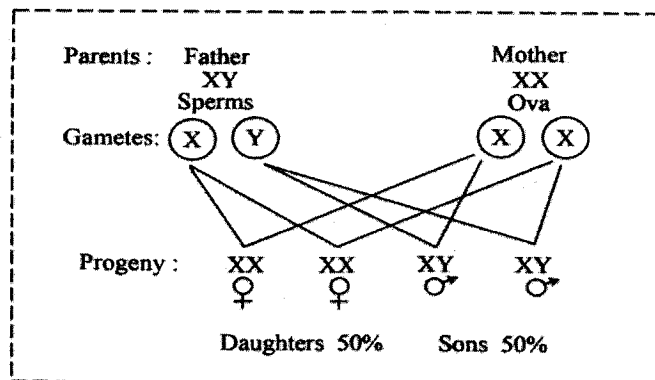 Parents : Father Mother
XY XX
Sperms Ova
Gametes: X Y X X
Progeny : XX XX XY XY
♀ ♀ ♂ ♂
Daughters 50% Sons 50%